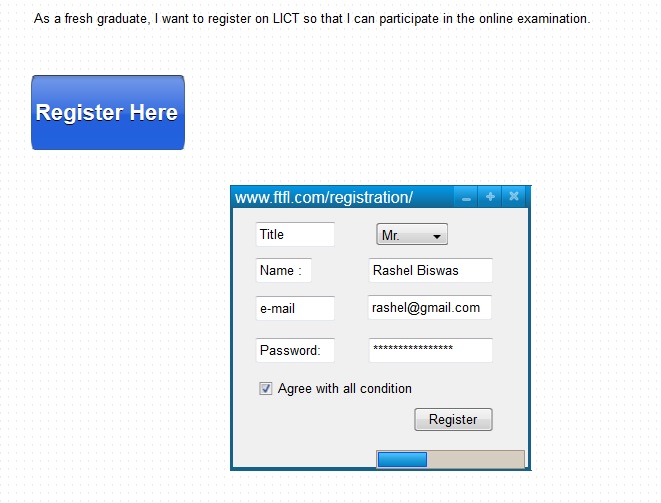 As a fresh graduate, I want to register on LICT so that I can participate in the online examination.
Register Here
www.ftfl.com/registration/
Title Mr.
Name : Rashel Biswas
e-mail rashel@gmail.com
Password: ****************
Agree with all condition
Register